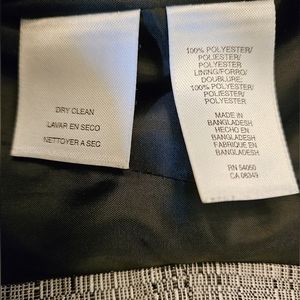 DRY CLEAN
LAVAR EN SECO
NETTOYER A SEC
100% POLYESTER/
POLIESTER/
POLYESTER
LINING/FORRO/
DOUBLURE:
100% POLYESTER/
POLIESTER/
POLYESTER
MADE IN
BANGLADESH
HECHO EN
BANGLADESH
FABRIQUE EN
BANGLADESH
RN 54050
CA 06349